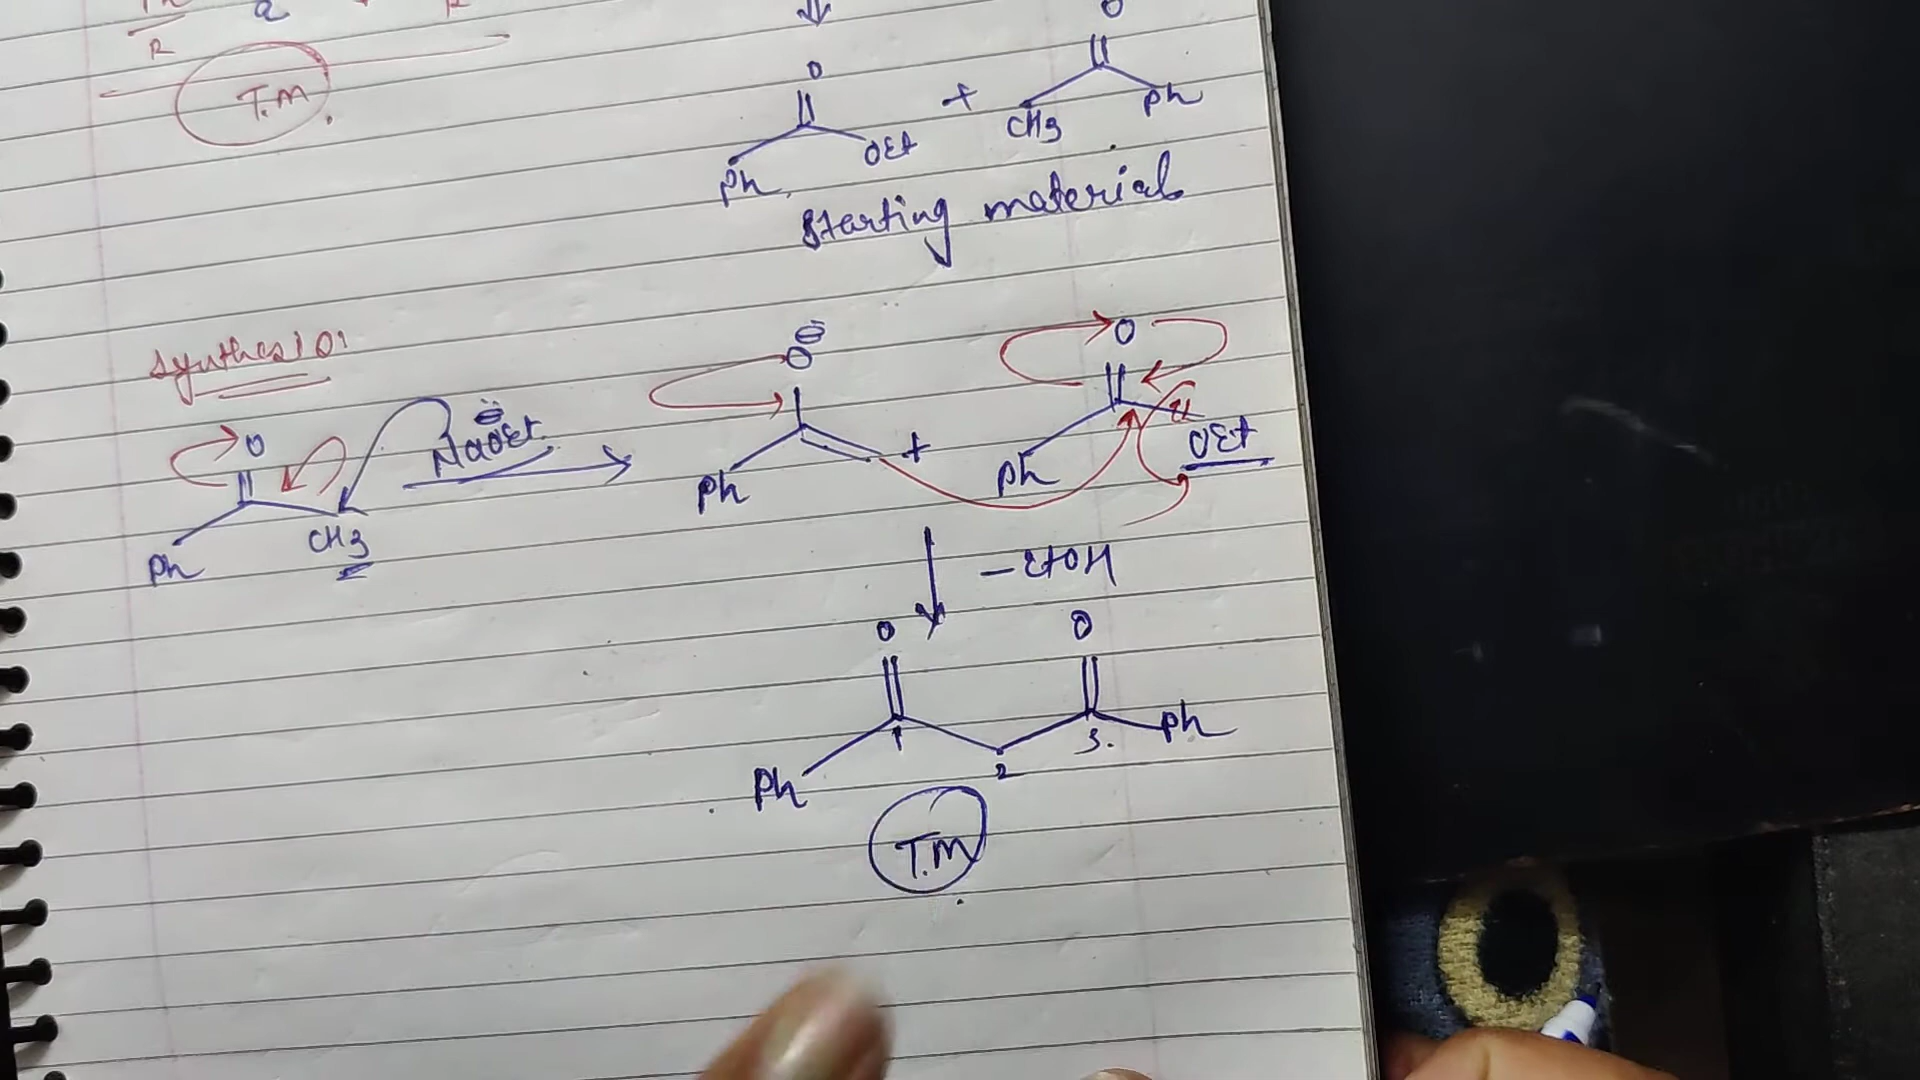 R
T.M.
O
O
Ph OEt + CH3 Ph
Starting material
Synthesis 01
O
Ph CH3
NaOEt
O
Ph +
O
Ph OEt
-EtOH
O O
Ph 1 2 3. Ph
T.M